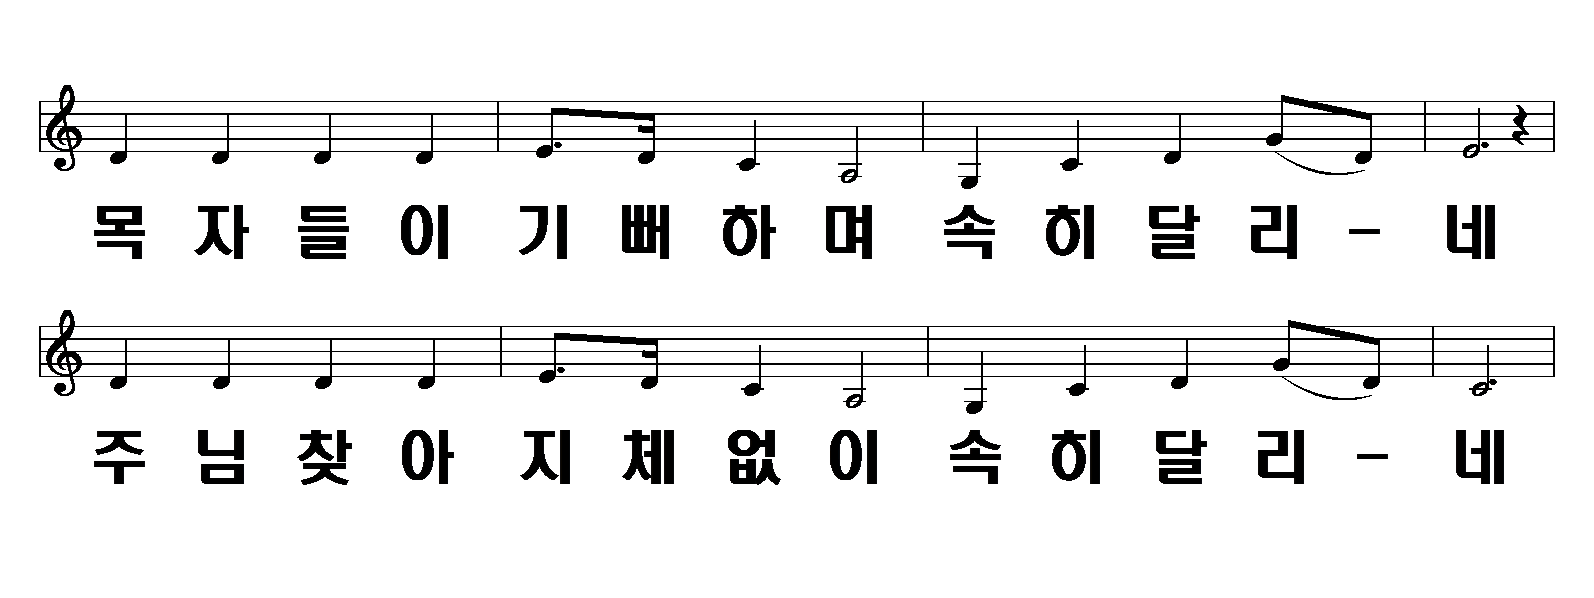 목 자 들 이 기 뻐 하 며 속 히 달 리 - 네
주 님 찾 아 지 체 없 이 속 히 달 리 - 네